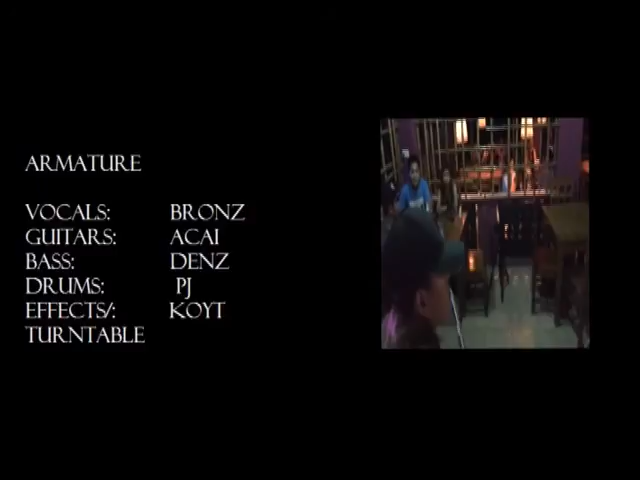 ARMATURE
VOCALS: BRONZ
GUITARS: ACAI
BASS: DENZ
DRUMS: PJ
EFFECTS/: KOYT
TURNTABLE